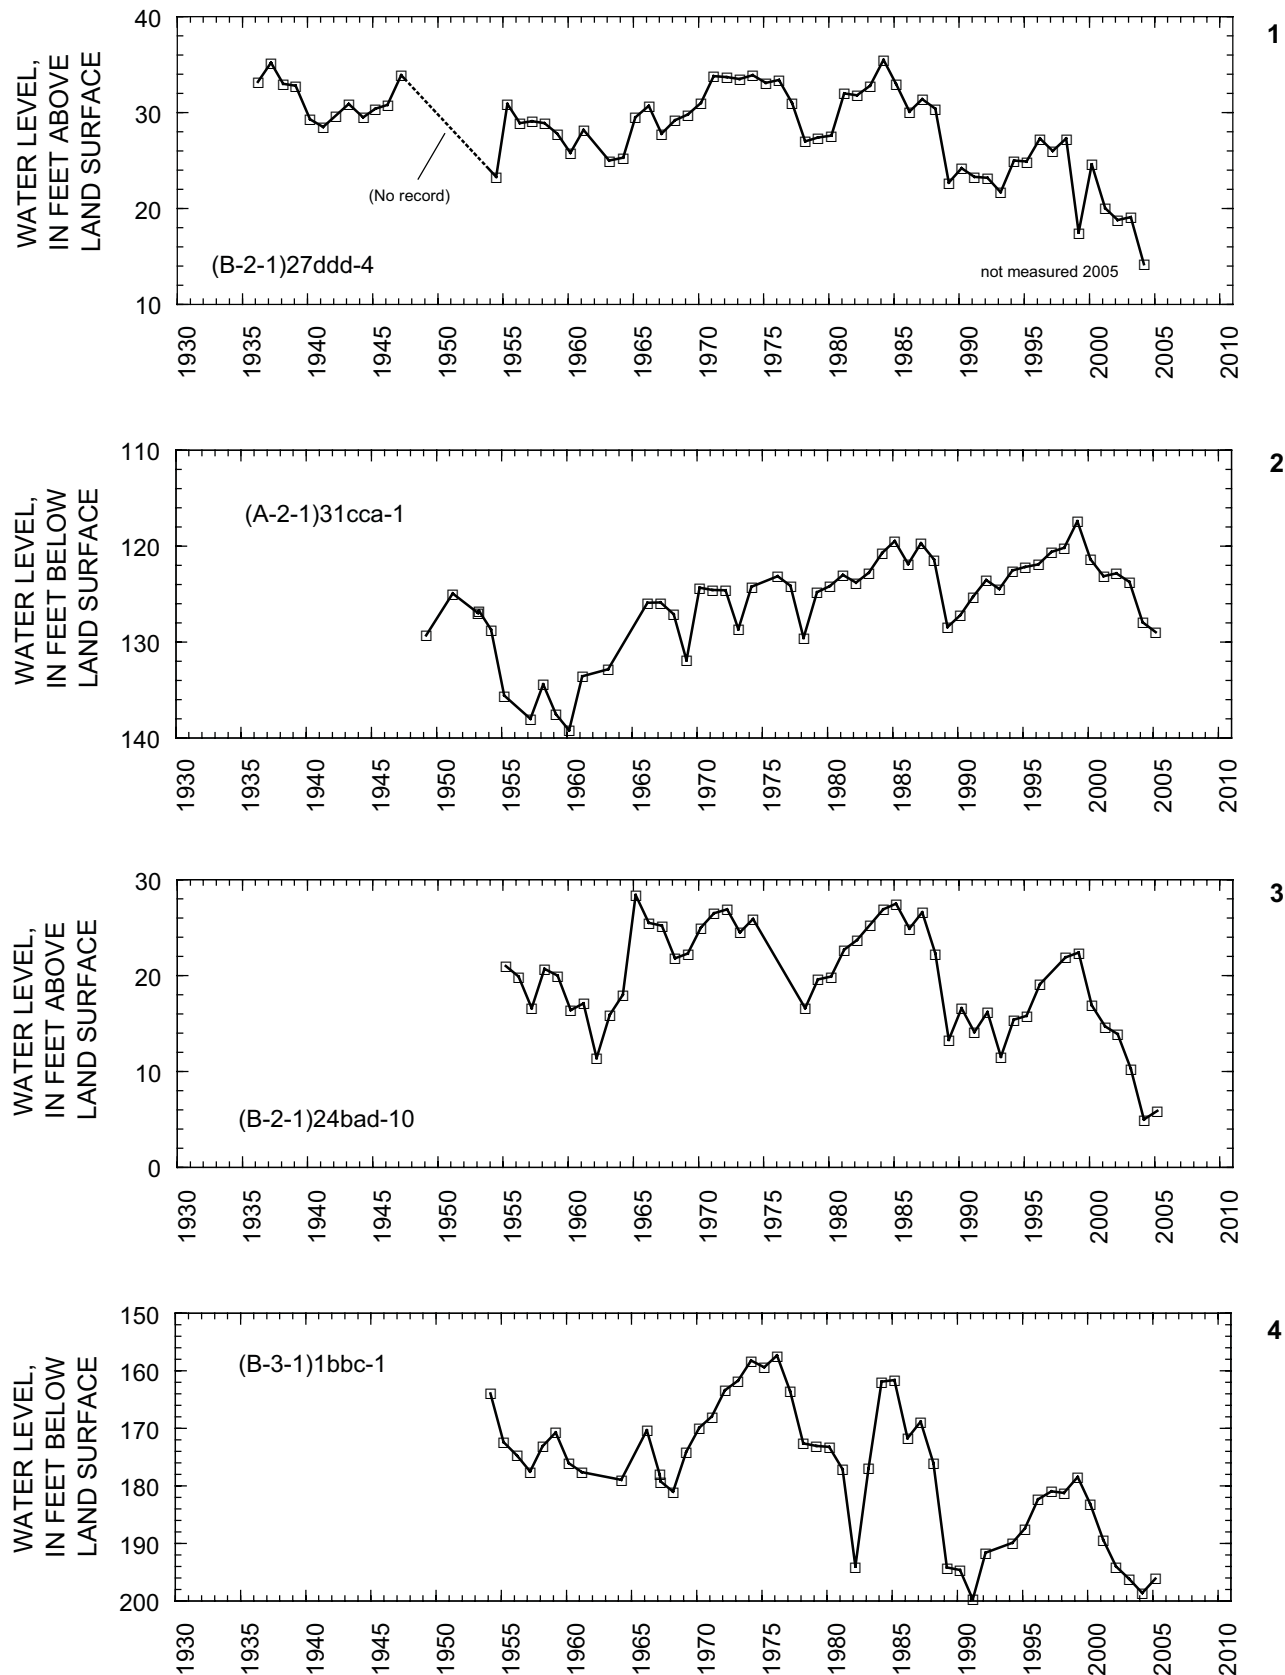 1
WATER LEVEL,
IN FEET ABOVE
LAND SURFACE
40
30
20
10
(No record)
(B-2-1)27ddd-4
not measured 2005
1930 1935 1940 1945 1950 1955 1960 1965 1970 1975 1980 1985 1990 1995 2000 2005 2010
2
WATER LEVEL,
IN FEET BELOW
LAND SURFACE
110
120
130
140
(A-2-1)31cca-1
1930 1935 1940 1945 1950 1955 1960 1965 1970 1975 1980 1985 1990 1995 2000 2005 2010
3
WATER LEVEL,
IN FEET ABOVE
LAND SURFACE
30
20
10
0
(B-2-1)24bad-10
1930 1935 1940 1945 1950 1955 1960 1965 1970 1975 1980 1985 1990 1995 2000 2005 2010
4
WATER LEVEL,
IN FEET BELOW
LAND SURFACE
150
160
170
180
190
200
(B-3-1)1bbc-1
1930 1935 1940 1945 1950 1955 1960 1965 1970 1975 1980 1985 1990 1995 2000 2005 2010